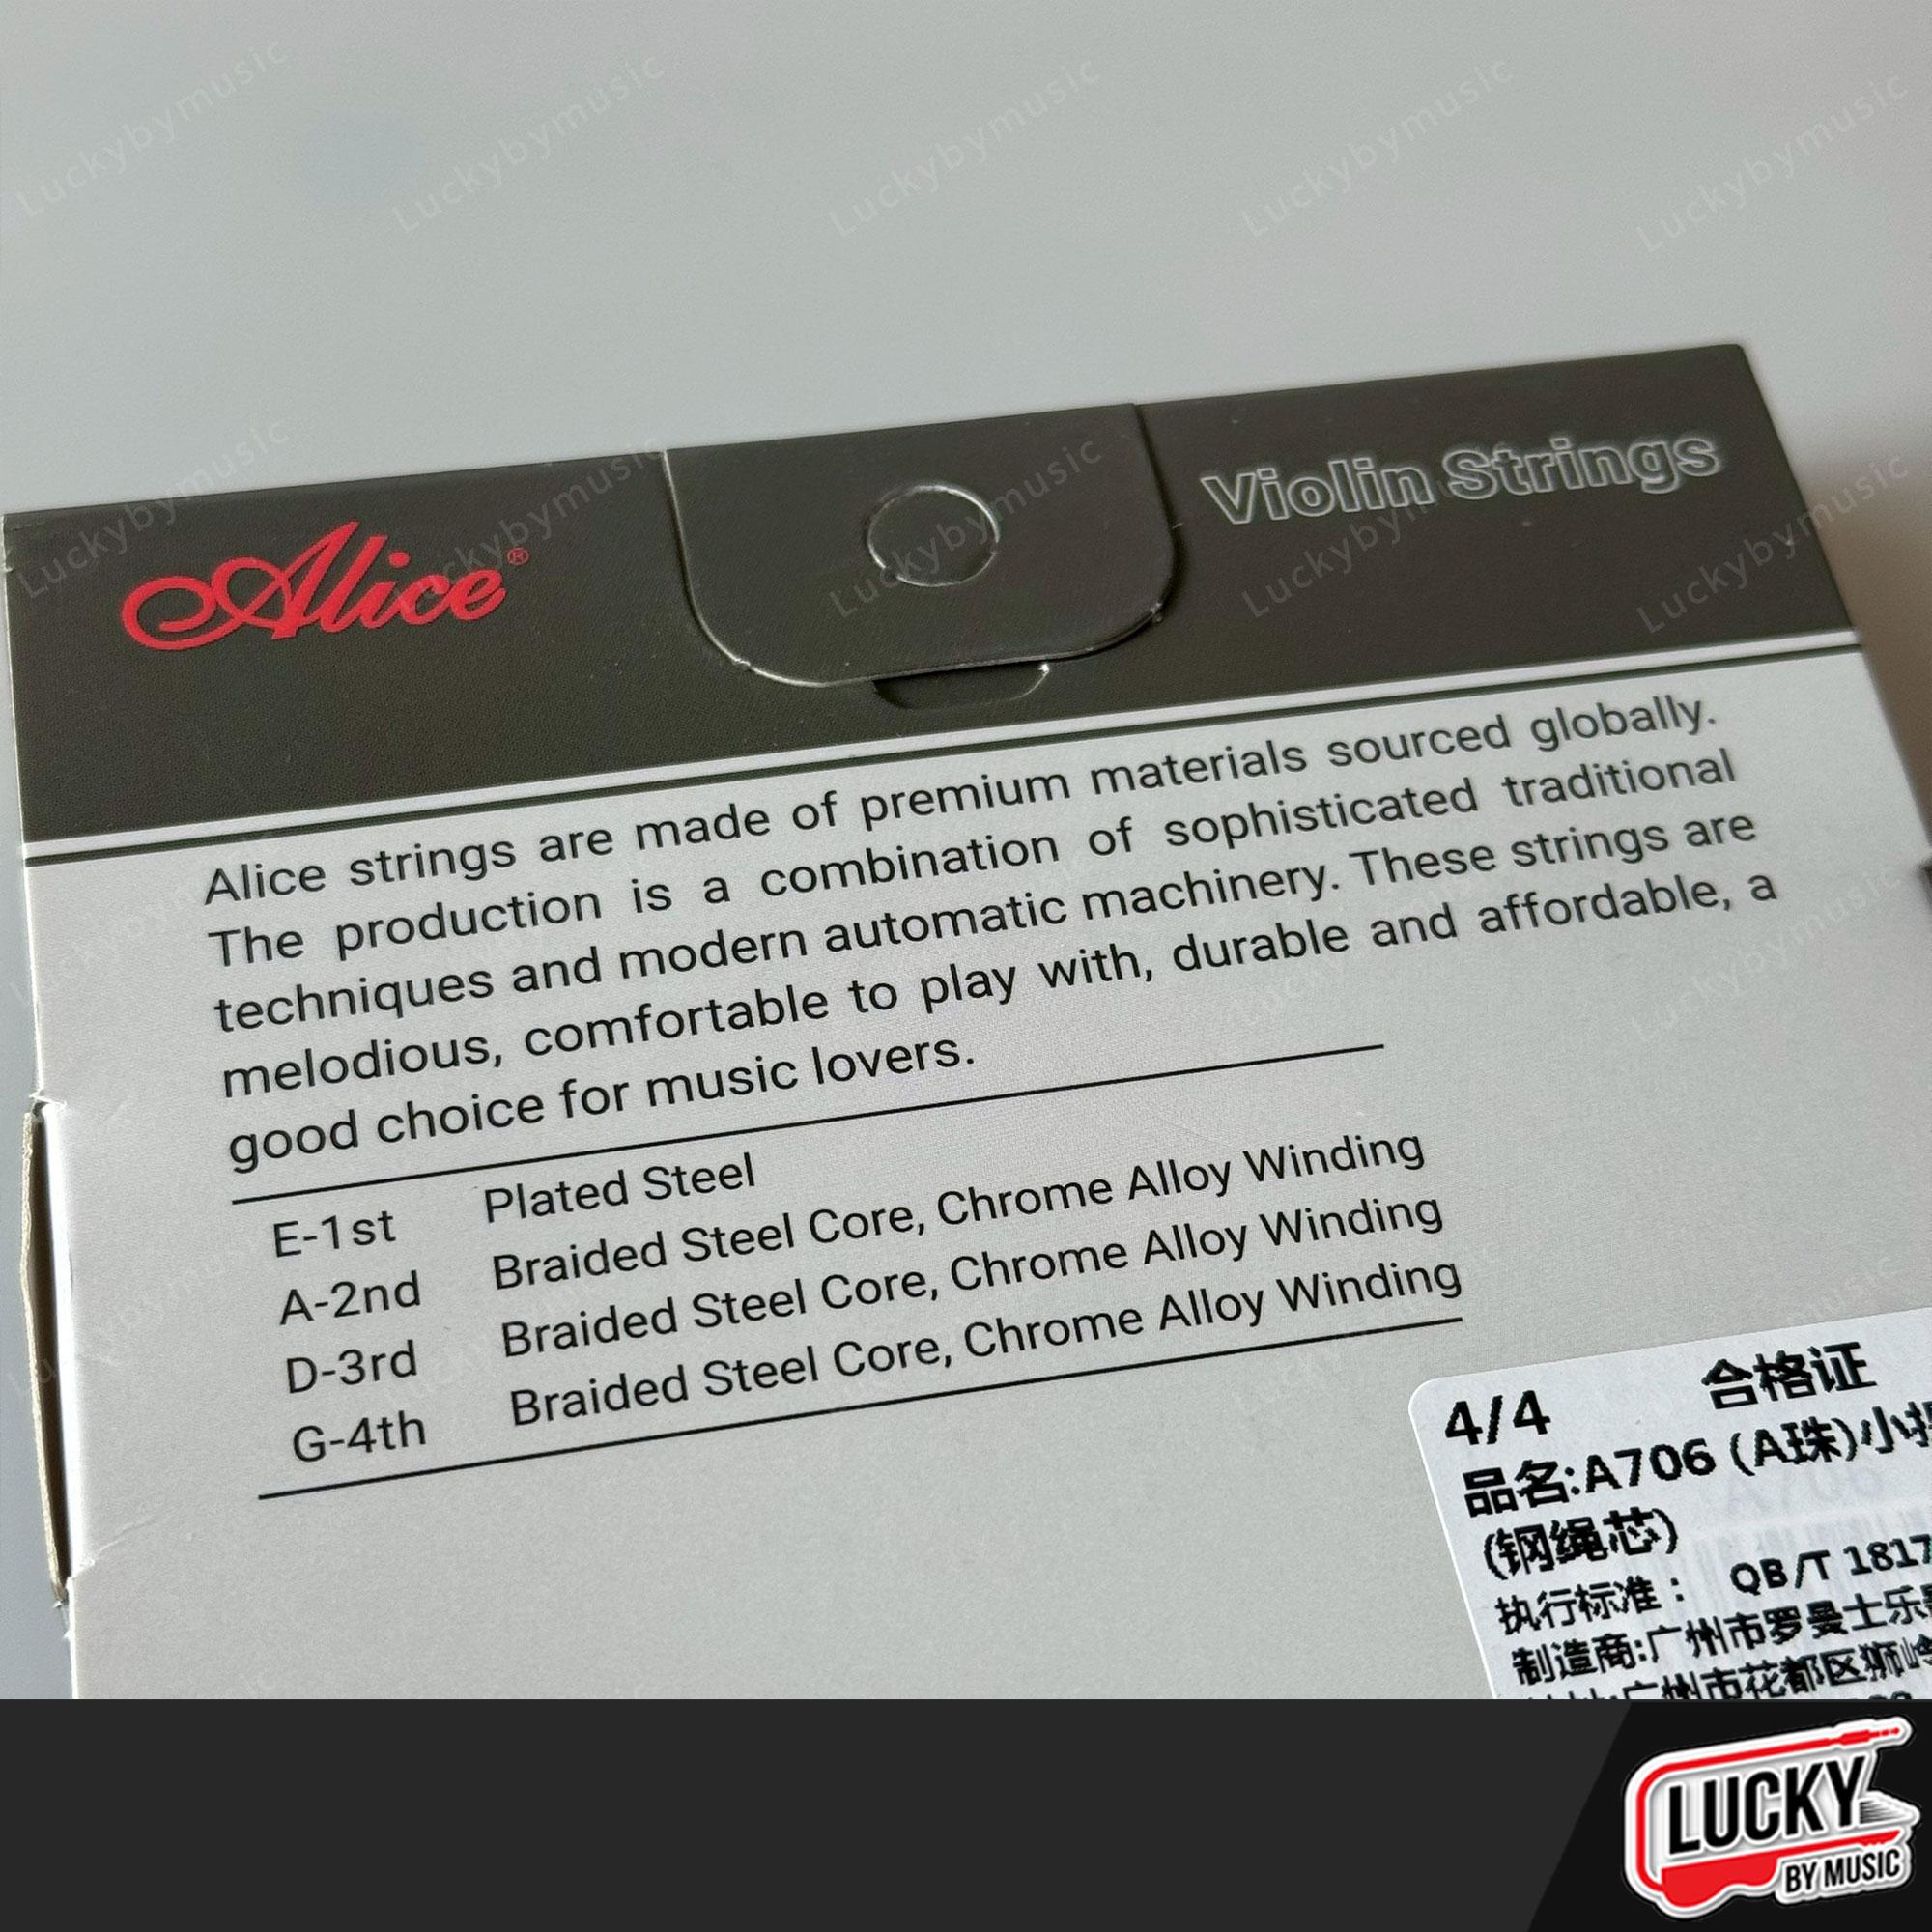 Alice®
Violin Strings
Alice strings are made of premium materials sourced globally.
The production is a combination of sophisticated traditional
techniques and modern automatic machinery. These strings are
melodious, comfortable to play with, durable and affordable, a
good choice for music lovers.
E-1st Plated Steel
A-2nd Braided Steel Core, Chrome Alloy Winding
D-3rd Braided Steel Core, Chrome Alloy Winding
G-4th Braided Steel Core, Chrome Alloy Winding
4/4 合格证
品名:A706 (A珠)小
(钢绳芯)
执行标准： QB/T 1817
制造商:广州市罗曼士乐
广州市花都区狮岭
LUCKY
BY MUSIC
Luckybymusic